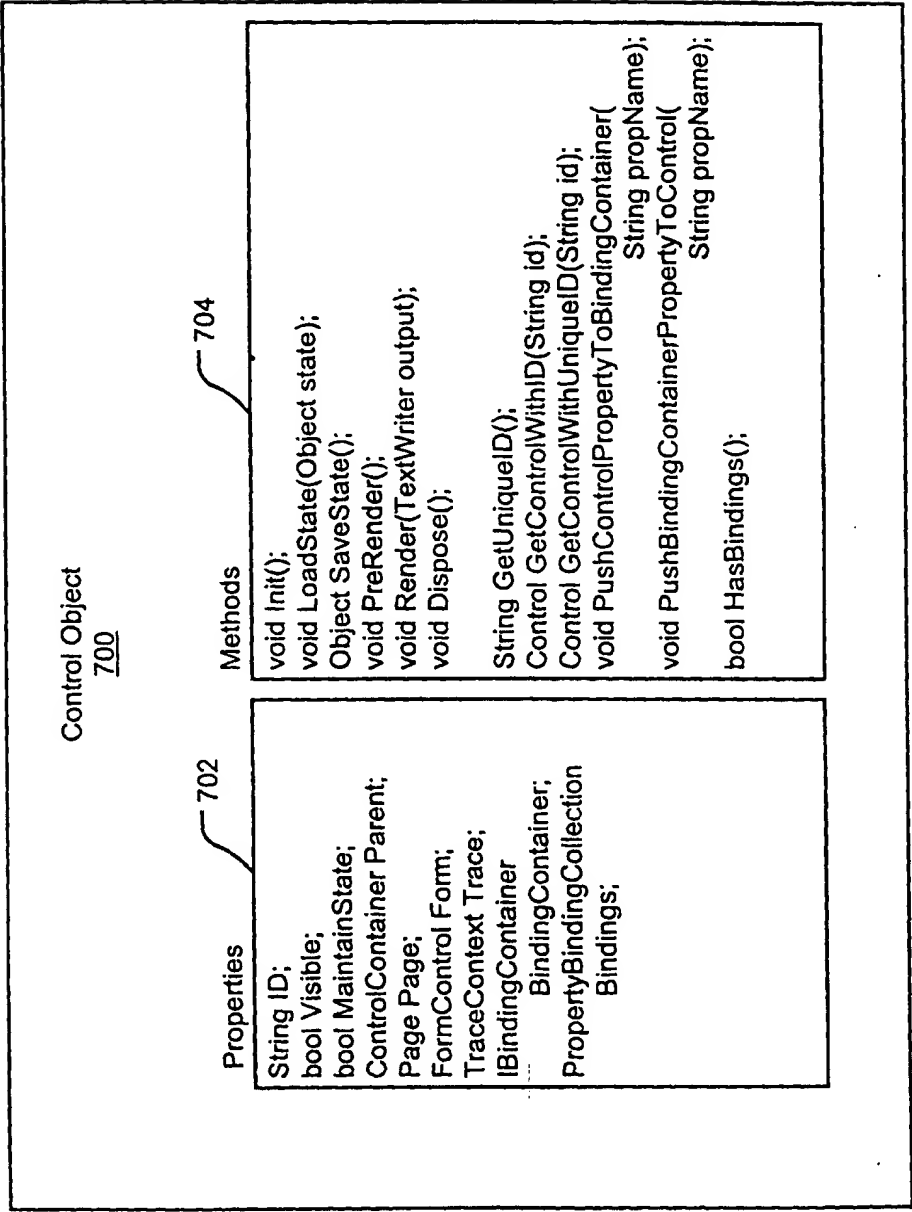 Control Object
700
Properties
702
String ID;
bool Visible;
bool MaintainState;
ControlContainer Parent;
Page Page;
FormControl Form;
TraceContext Trace;
IBindingContainer
BindingContainer;
PropertyBindingCollection
Bindings;
Methods
704
void Init();
void LoadState(Object state);
Object SaveState();
void PreRender();
void Render(TextWriter output);
void Dispose();
String GetUniqueID();
Control GetControlWithID(String id);
Control GetControlWithUniqueID(String id);
void PushControlPropertyToBindingContainer(
String propName);
void PushBindingContainerPropertyToControl(
String propName);
bool HasBindings();